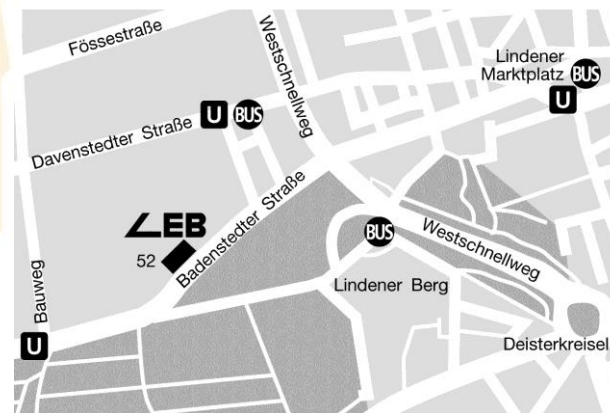 Fössestraße
Westschnellweg
Lindener
Marktplatz
BUS
U
U
BUS
Davenstedter Straße
LEB
52
Badenstedter Straße
BUS
Westschnellweg
Bauweg
Lindener Berg
U
Deisterkreisel